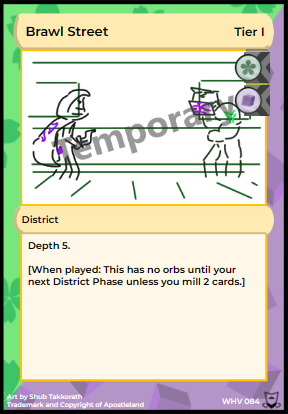 Brawl Street
Tier I
Temporary
District
Depth 5.
[When played: This has no orbs until your
next District Phase unless you mill 2 cards.]
Art by Shub Takkorath
Trademark and Copyright of Apostleland
WHV 084